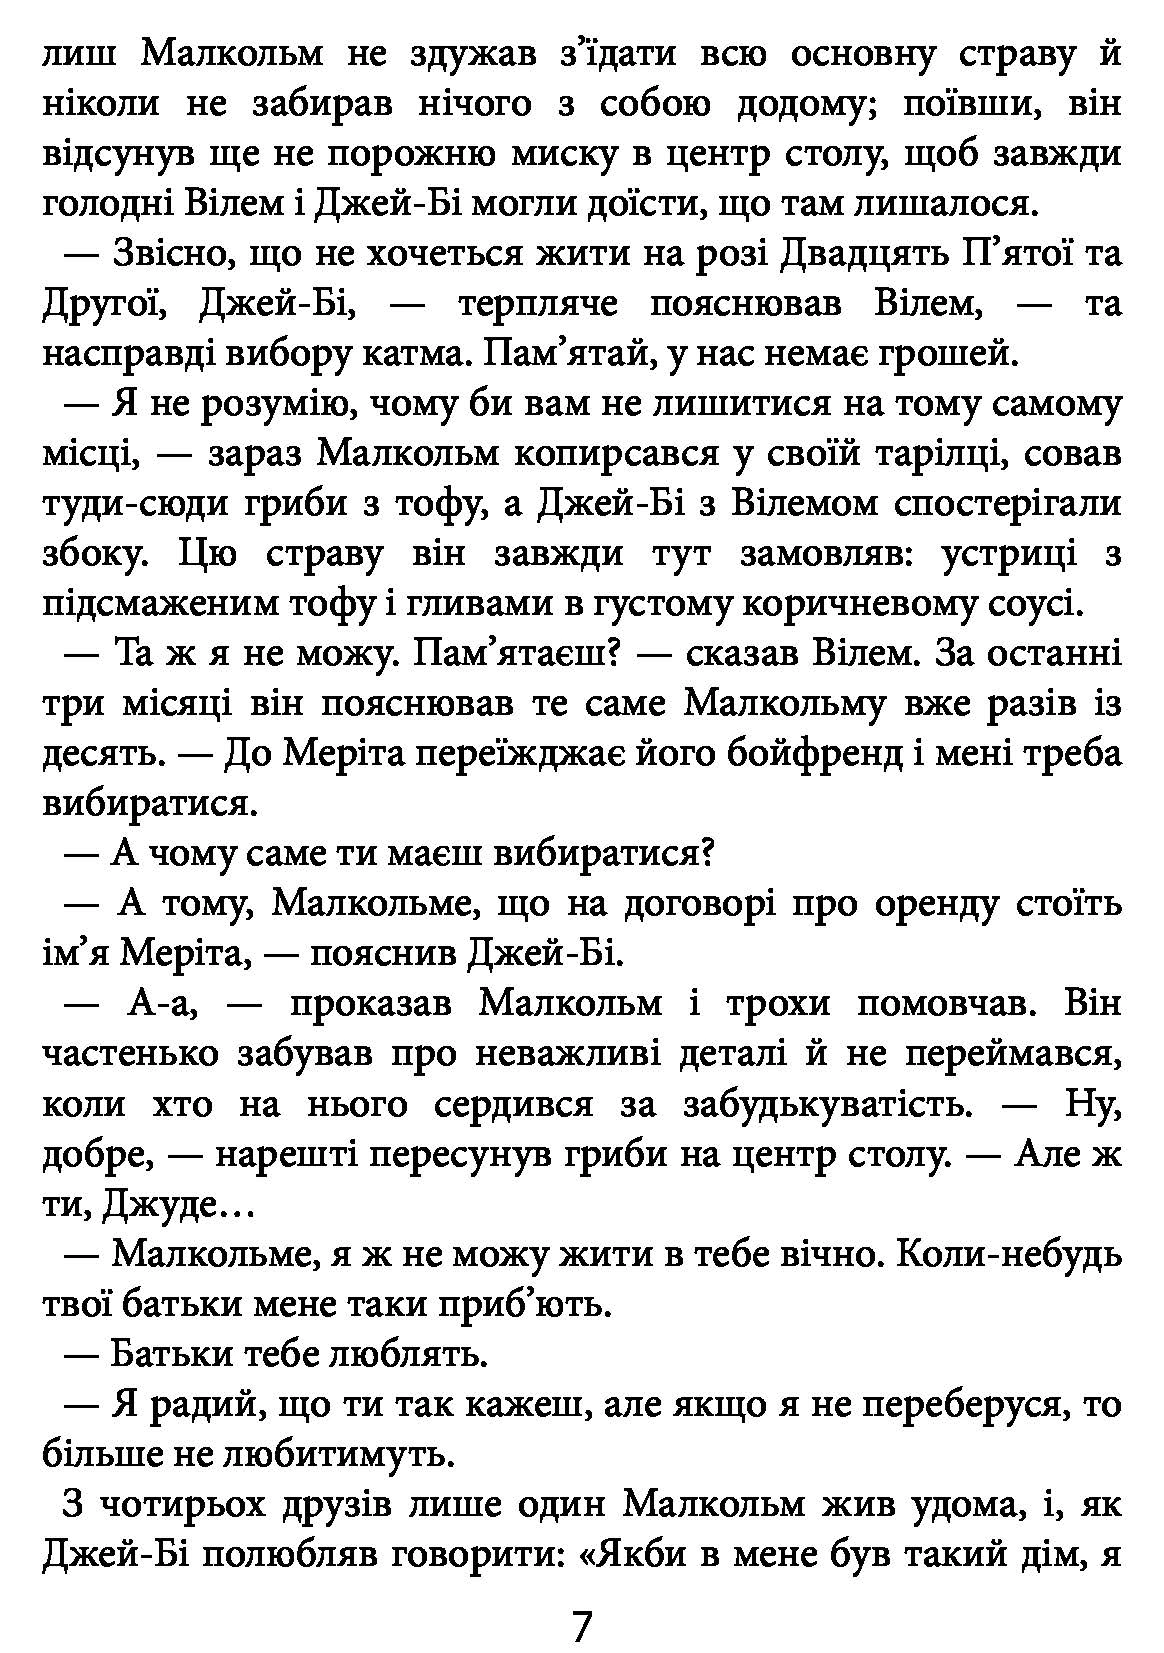 лиш Малкольм не здужав з’їдати всю основну страву й
ніколи не забирав нічого з собою додому; поївши, він
відсунув ще не порожню миску в центр столу, щоб завжди
голодні Вілем і Джей-Бі могли доїсти, що там лишалося.
— Звісно, що не хочеться жити на розі Двадцять П’ятої та
Другої, Джей-Бі, — терпляче пояснював Вілем, — та
насправді вибору катма. Пам’ятай, у нас немає грошей.
— Я не розумію, чому би вам не лишитися на тому самому
місці, — зараз Малкольм копирсався у своїй тарілці, совав
туди-сюди гриби з тофу, а Джей-Бі з Вілемом спостерігали
збоку. Цю страву він завжди тут замовляв: устриці з
підсмаженим тофу і гливами в густому коричневому соусі.
— Та ж я не можу. Пам’ятаєш? — сказав Вілем. За останні
три місяці він пояснював те саме Малкольму вже разів із
десять. — До Меріта переїжджає його бойфренд і мені треба
вибиратися.
— А чому саме ти маєш вибиратися?
— А тому, Малкольме, що на договорі про оренду стоїть
ім’я Меріта, — пояснив Джей-Бі.
— А-а, — проказав Малкольм і трохи помовчав. Він
частенько забував про неважливі деталі й не переймався,
коли хто на нього сердився за забудькуватість. — Ну,
добре, — нарешті пересунув гриби на центр столу. — Але ж
ти, Джуде…
— Малкольме, я ж не можу жити в тебе вічно. Коли-небудь
твої батьки мене таки приб’ють.
— Батьки тебе люблять.
— Я радий, що ти так кажеш, але якщо я не переберуся, то
більше не любитимуть.
З чотирьох друзів лише один Малкольм жив удома, і, як
Джей-Бі полюбляв говорити: «Якби в мене був такий дім, я
7